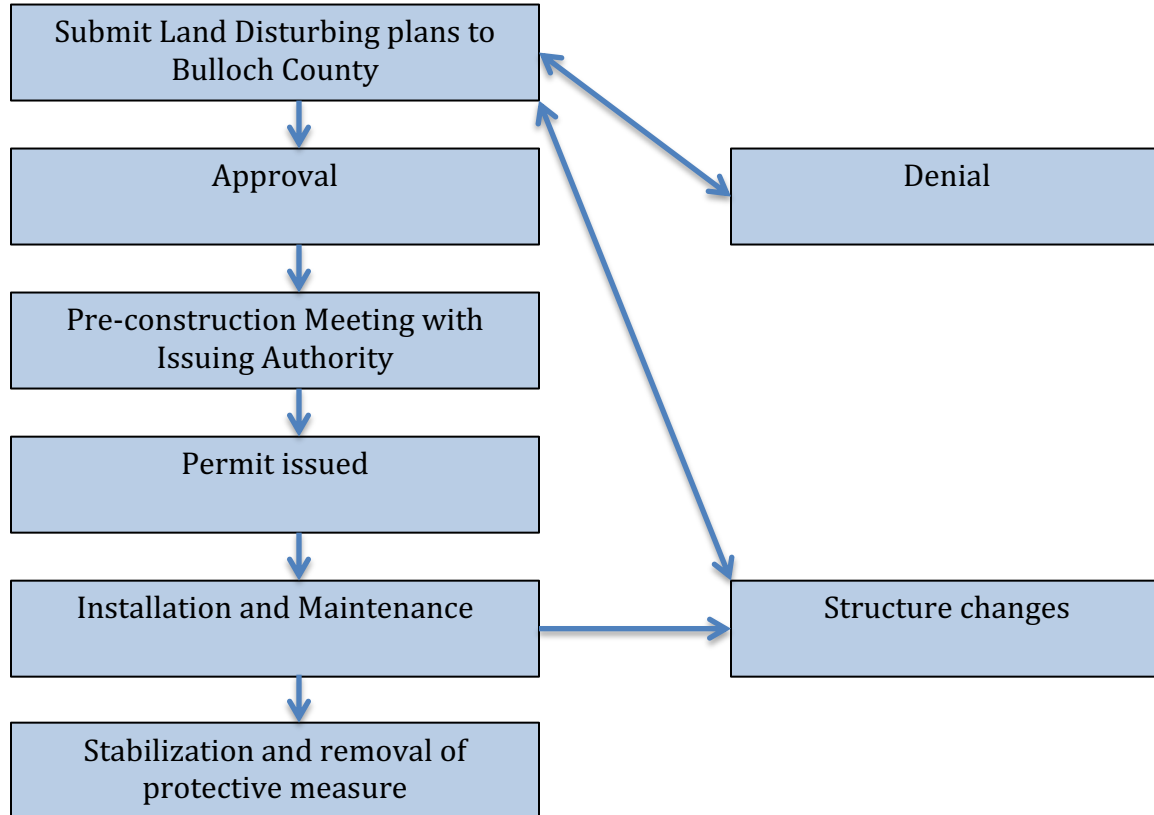 Submit Land Disturbing plans to
Bulloch County
Approval
Denial
Pre-construction Meeting with
Issuing Authority
Permit issued
Installation and Maintenance
Structure changes
Stabilization and removal of
protective measure